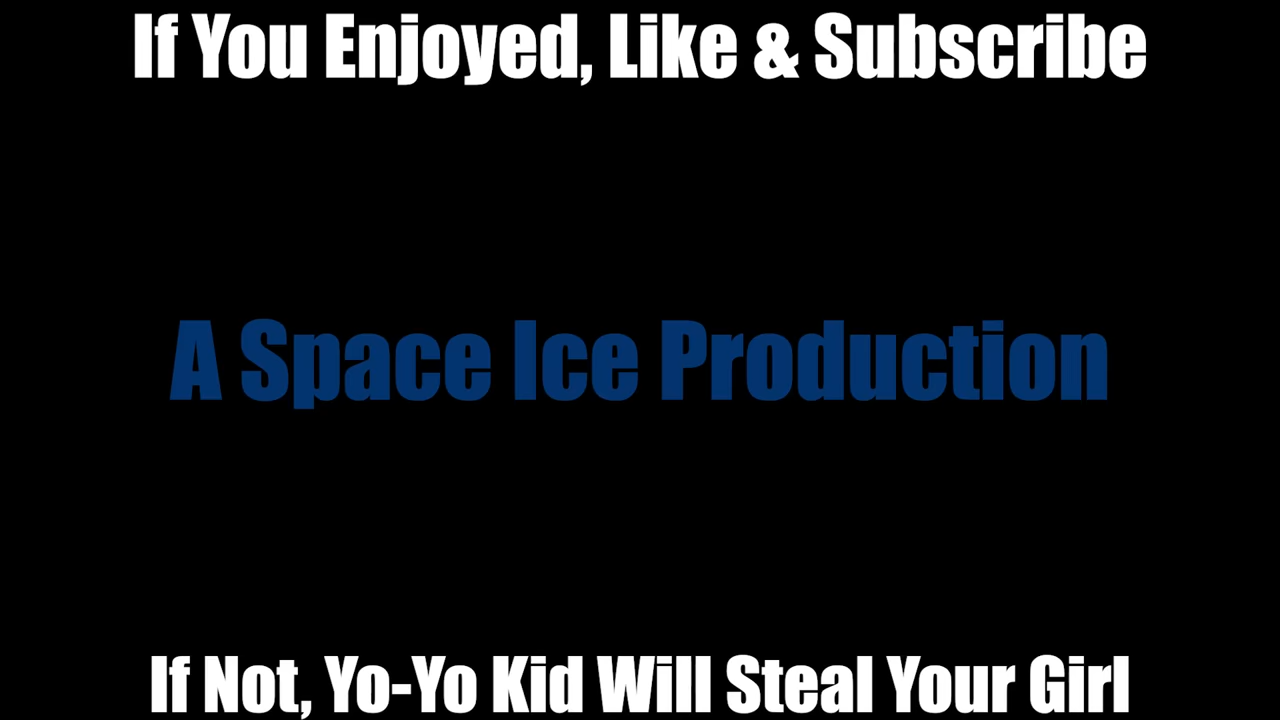 If You Enjoyed, Like & Subscribe
A Space Ice Production
If Not, Yo-Yo Kid Will Steal Your Girl